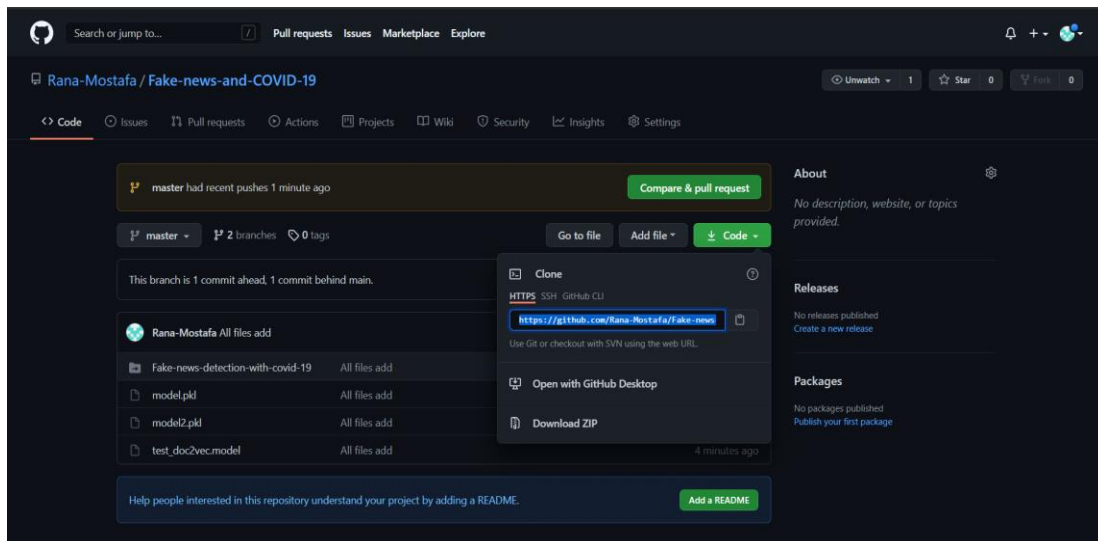 Search or jump to... / Pull requests Issues Marketplace Explore
Rana-Mostafa / Fake-news-and-COVID-19
Unwatch 1 Star 0 Fork 0
Code Issues Pull requests Actions Projects Wiki Security Insights Settings
master had recent pushes 1 minute ago Compare & pull request
master 2 branches 0 tags Go to file Add file Code
This branch is 1 commit ahead, 1 commit behind main.
Clone
HTTPS SSH GitHub CLI
https://github.com/Rana-Mostafa/Fake-news
Use Git or checkout with SVN using the web URL.
Open with GitHub Desktop
Download ZIP
Rana-Mostafa All files add
Fake-news-detection-with-covid-19 All files add
model.pkl All files add
model2.pkl All files add
test_doc2vec.model All files add 4 minutes ago
Help people interested in this repository understand your project by adding a README. Add a README
About
No description, website, or topics
provided.
Releases
No releases published
Create a new release
Packages
No packages published
Publish your first package